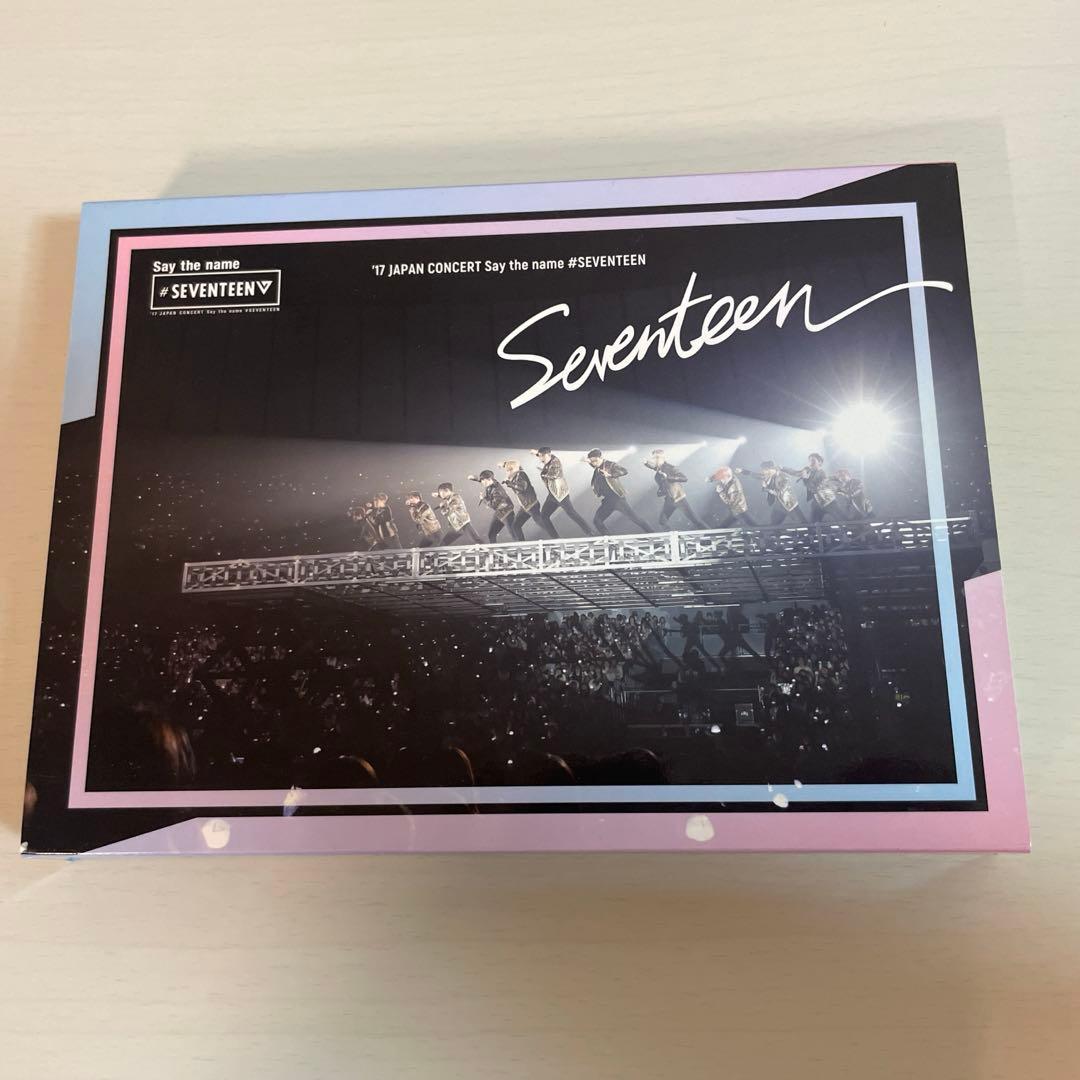 Say the name
# SEVENTEEN
'17 JAPAN CONCERT Say the name #SEVENTEEN
'17 JAPAN CONCERT Say the name #SEVENTEEN
Seventeen